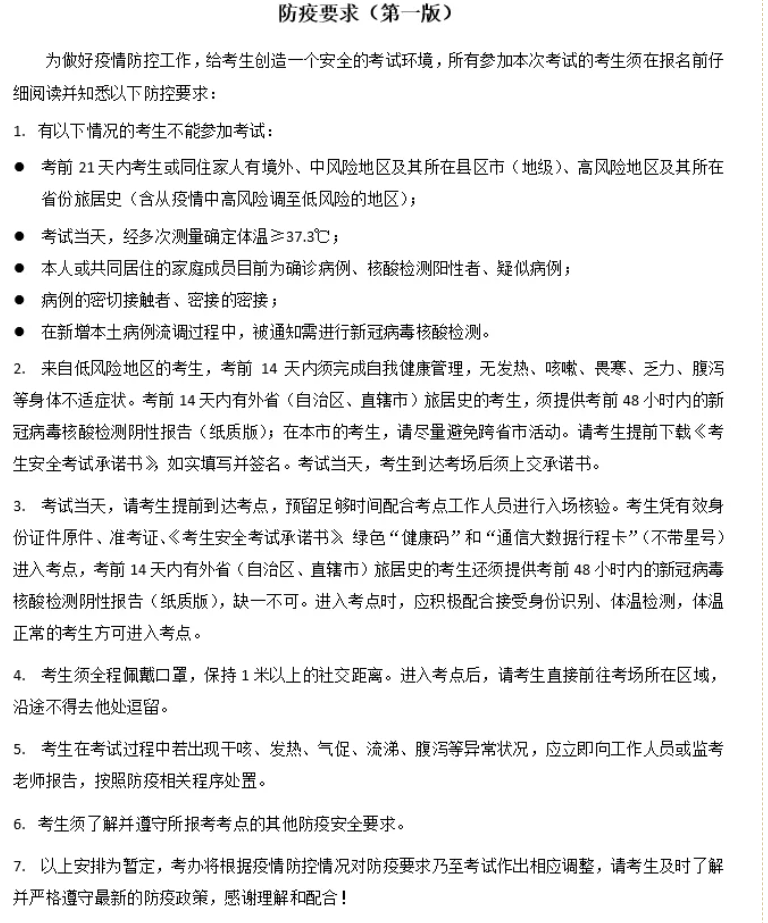 防疫要求（第一版）
为做好疫情防控工作，给考生创造一个安全的考试环境，所有参加本次考试的考生须在报名前仔
细阅读并知悉以下防控要求：
1. 有以下情况的考生不能参加考试：
● 考前 21 天内考生或同住家人有境外、中风险地区及其所在县区市（地级）、高风险地区及其所在
省份旅居史（含从疫情中高风险调至低风险的地区）；
● 考试当天，经多次测量确定体温≥37.3℃；
● 本人或共同居住的家庭成员目前为确诊病例、核酸检测阳性者、疑似病例；
● 病例的密切接触者、密接的密接；
● 在新增本土病例流调过程中，被通知需进行新冠病毒核酸检测。
2. 来自低风险地区的考生，考前 14 天内须完成自我健康管理，无发热、咳嗽、畏寒、乏力、腹泻
等身体不适症状。考前 14 天内有外省（自治区、直辖市）旅居史的考生，须提供考前 48 小时内的新
冠病毒核酸检测阴性报告（纸质版）；在本市的考生，请尽量避免跨省市活动。请考生提前下载《考
生安全考试承诺书》，如实填写并签名。考试当天，考生到达考场后须上交承诺书。
3. 考试当天，请考生提前到达考点，预留足够时间配合考点工作人员进行入场核验。考生凭有效身
份证件原件、准考证、《考生安全考试承诺书》、绿色“健康码”和“通信大数据行程卡”（不带星号）
进入考点，考前 14 天内有外省（自治区、直辖市）旅居史的考生还须提供考前 48 小时内的新冠病毒
核酸检测阴性报告（纸质版），缺一不可。进入考点时，应积极配合接受身份识别、体温检测，体温
正常的考生方可进入考点。
4. 考生须全程佩戴口罩，保持 1 米以上的社交距离。进入考点后，请考生直接前往考场所在区域，
沿途不得去他处逗留。
5. 考生在考试过程中若出现干咳、发热、气促、流涕、腹泻等异常状况，应立即向工作人员或监考
老师报告，按照防疫相关程序处置。
6. 考生须了解并遵守所报考考点的其他防疫安全要求。
7. 以上安排为暂定，考办将根据疫情防控情况对防疫要求乃至考试作出相应调整，请考生及时了解
并严格遵守最新的防疫政策，感谢理解和配合！